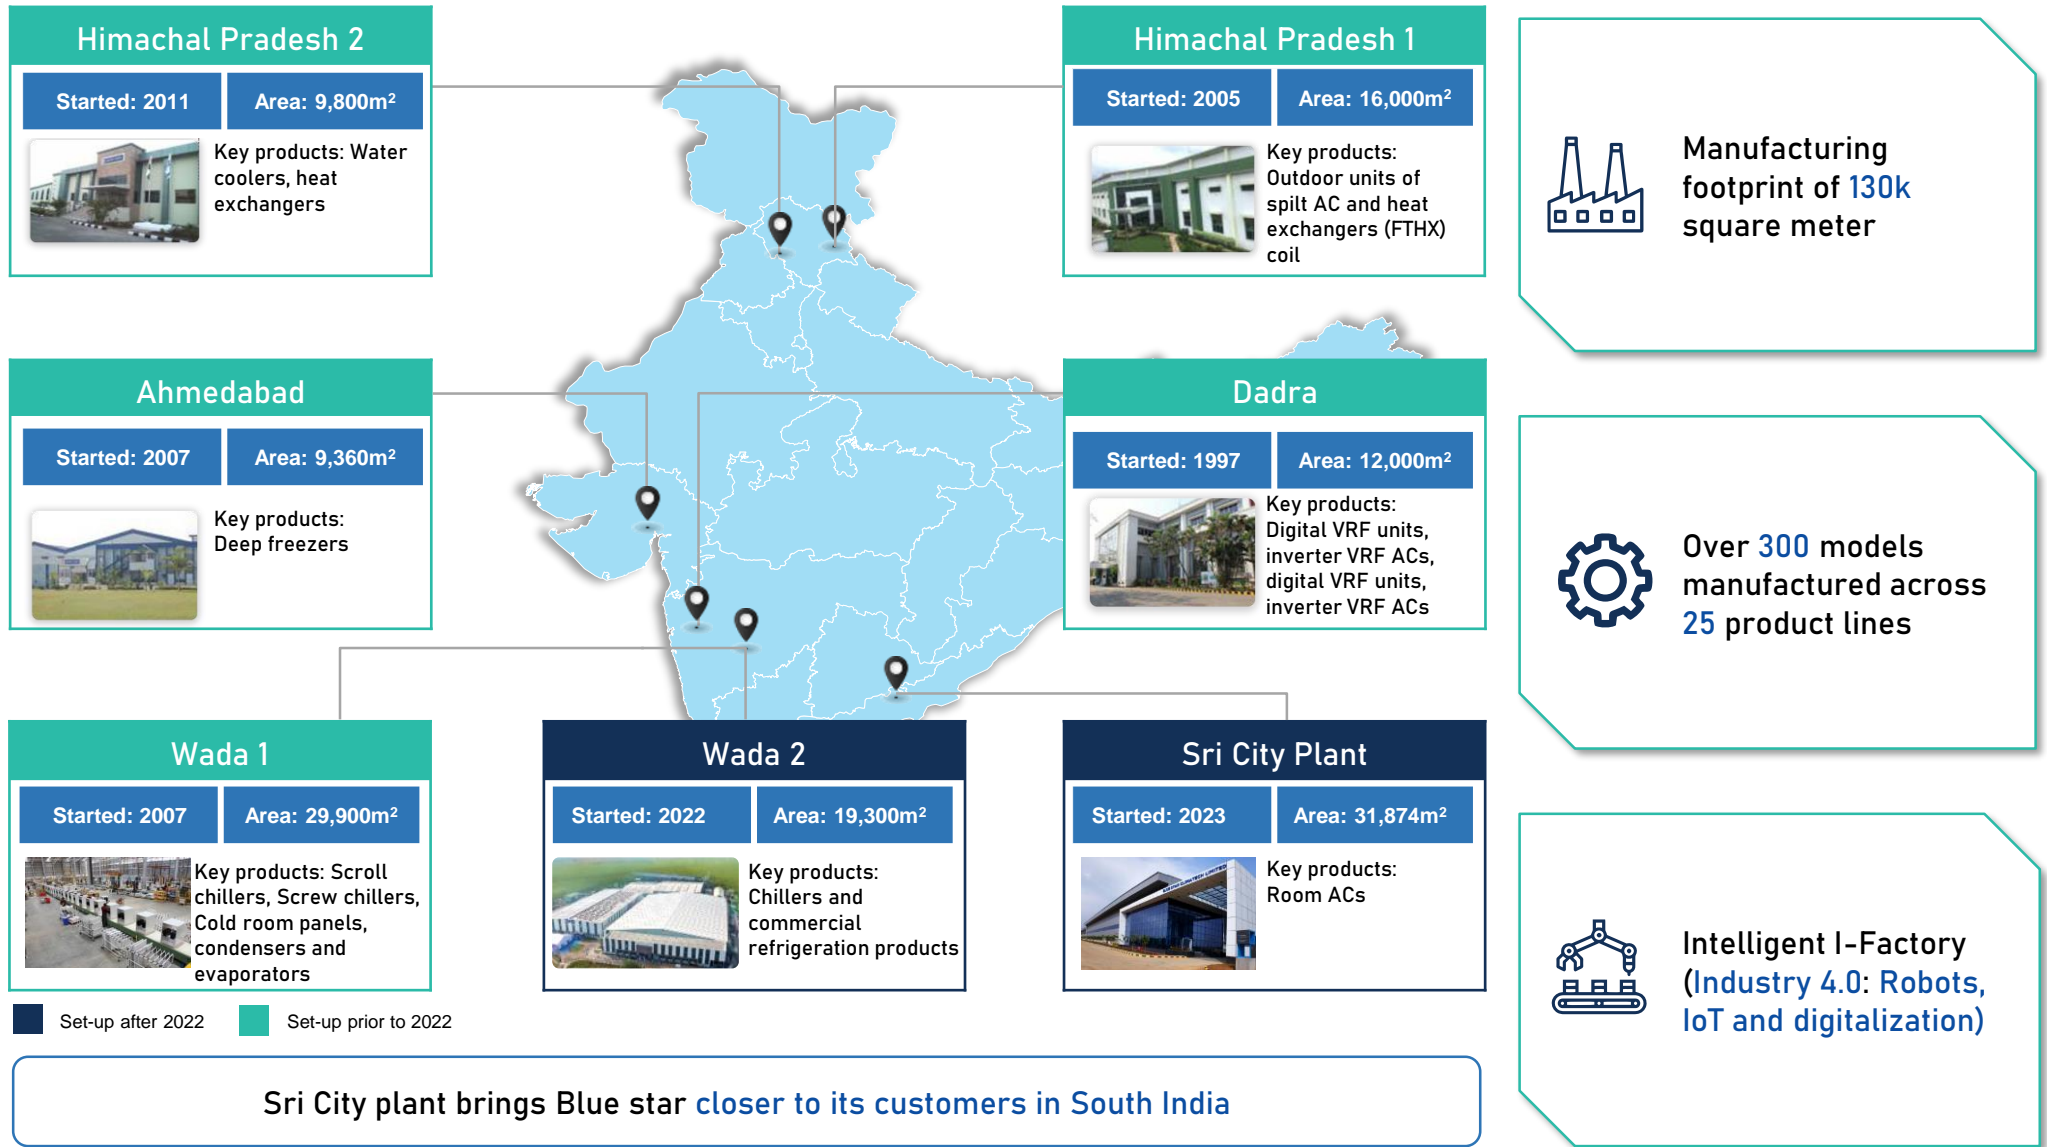 Himachal Pradesh 2
Started: 2011
Area: 9,800m²
Key products: Water
coolers, heat
exchangers
Himachal Pradesh 1
Started: 2005
Area: 16,000m²
Key products:
Outdoor units of
spilt AC and heat
exchangers (FTHX)
coil
Manufacturing
footprint of 130k
square meter
Ahmedabad
Started: 2007
Area: 9,360m²
Key products:
Deep freezers
Dadra
Started: 1997
Area: 12,000m²
Key products:
Digital VRF units,
inverter VRF ACs,
digital VRF units,
inverter VRF ACs
Over 300 models
manufactured across
25 product lines
Wada 1
Started: 2007
Area: 29,900m²
Key products: Scroll
chillers, Screw chillers,
Cold room panels,
condensers and
evaporators
Wada 2
Started: 2022
Area: 19,300m²
Key products:
Chillers and
commercial
refrigeration products
Sri City Plant
Started: 2023
Area: 31,874m²
BLUE STAR CLIMATECH LIMITED
Key products:
Room ACs
Intelligent I-Factory
(Industry 4.0: Robots,
IoT and digitalization)
Set-up after 2022
Set-up prior to 2022
Sri City plant brings Blue star closer to its customers in South India